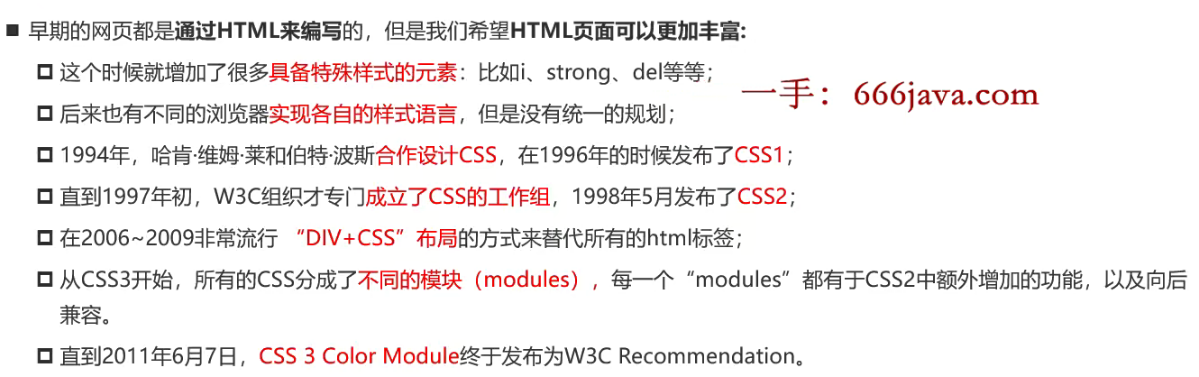 早期的网页都是通过HTML来编写的，但是我们希望HTML页面可以更加丰富:
这个时候就增加了很多具备特殊样式的元素：比如i、strong、del等等；
一手：666java.com
后来也有不同的浏览器实现各自的样式语言，但是没有统一的规划；
1994年，哈肯·维姆·莱和伯特·波斯合作设计CSS，在1996年的时候发布了CSS1；
直到1997年初，W3C组织才专门成立了CSS的工作组，1998年5月发布了CSS2；
在2006~2009非常流行 “DIV+CSS”布局的方式来替代所有的html标签；
从CSS3开始，所有的CSS分成了不同的模块（modules），每一个“modules”都有于CSS2中额外增加的功能，以及向后
兼容。
直到2011年6月7日，CSS 3 Color Module终于发布为W3C Recommendation。